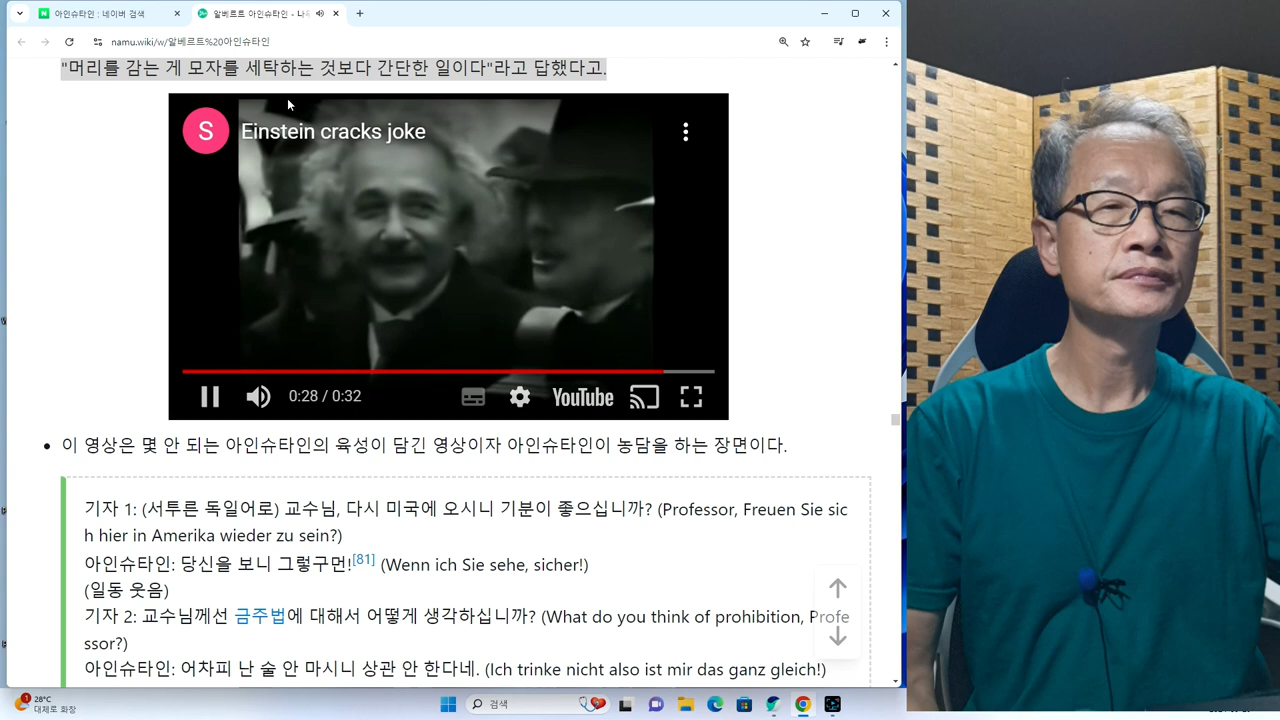 아인슈타인 : 네이버 검색
알베르트 아인슈타인 - 나무
namu.wiki/w/알베르트%20아인슈타인
"머리를 감는 게 모자를 세탁하는 것보다 간단한 일이다"라고 답했다고.
S
Einstein cracks joke
0:28 / 0:32
YouTube
이 영상은 몇 안 되는 아인슈타인의 육성이 담긴 영상이자 아인슈타인이 농담을 하는 장면이다.
기자 1: (서투른 독일어로) 교수님, 다시 미국에 오시니 기분이 좋으십니까? (Professor, Freuen Sie sic
h hier in Amerika wieder zu sein?)
아인슈타인: 당신을 보니 그렇구먼![81] (Wenn ich Sie sehe, sicher!)
(일동 웃음)
기자 2: 교수님께선 금주법에 대해서 어떻게 생각하십니까? (What do you think of prohibition, Profe
ssor?)
아인슈타인: 어차피 난 술 안 마시니 상관 안 한다네. (Ich trinke nicht also ist mir das ganz gleich!)
1
28°C
대체로 화창
검색